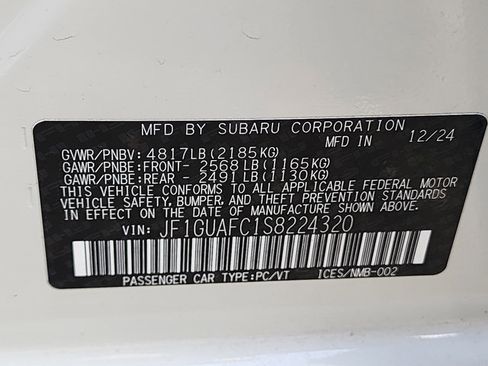 MFD BY SUBARU CORPORATION
MFD IN 12/24
GVWR/PNBV: 4817LB(2185KG)
GAWR/PNBE:FRONT- 2568LB(1165KG)
GAWR/PNBE:REAR - 2491LB(1130KG)
THIS VEHICLE CONFORMS TO ALL APPLICABLE FEDERAL MOTOR
VEHICLE SAFETY, BUMPER, AND THEFT PREVENTION STANDARDS
IN EFFECT ON THE DATE OF MANUFACTURE SHOWN ABOVE.
VIN: JF1GUAFC1S8224320
PASSENGER CAR TYPE:PC/VT ICES/NMB-002